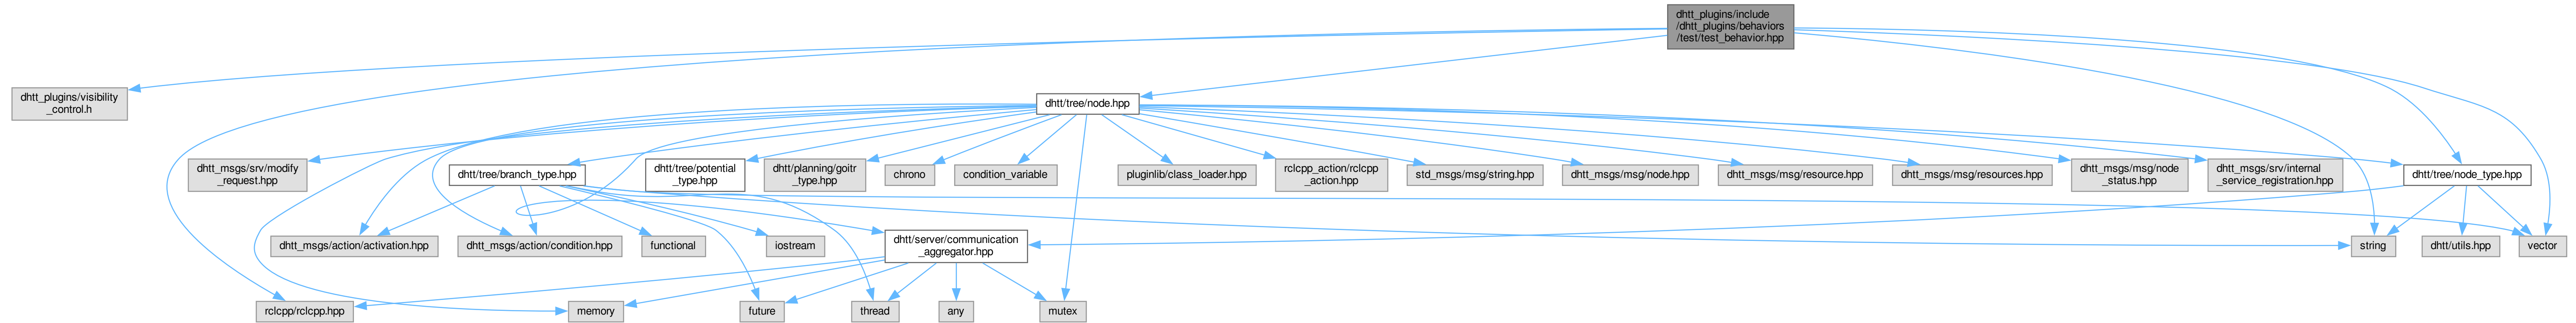 dhtt_plugins/include
/dhtt_plugins/behaviors
/test/test_behavior.hpp
dhtt_plugins/visibility
_control.h
dhtt/tree/node.hpp
dhtt_msgs/srv/modify
_request.hpp
dhtt/tree/branch_type.hpp
dhtt/tree/potential
_type.hpp
dhtt/planning/goitr
_type.hpp
chrono
condition_variable
pluginlib/class_loader.hpp
rclcpp_action/rclcpp
_action.hpp
std_msgs/msg/string.hpp
dhtt_msgs/msg/node.hpp
dhtt_msgs/msg/resource.hpp
dhtt_msgs/msg/resources.hpp
dhtt_msgs/msg/node
_status.hpp
dhtt_msgs/srv/internal
_service_registration.hpp
dhtt/tree/node_type.hpp
dhtt_msgs/action/activation.hpp
dhtt_msgs/action/condition.hpp
functional
iostream
dhtt/server/communication
_aggregator.hpp
string
dhtt/utils.hpp
vector
rclcpp/rclcpp.hpp
memory
future
thread
any
mutex